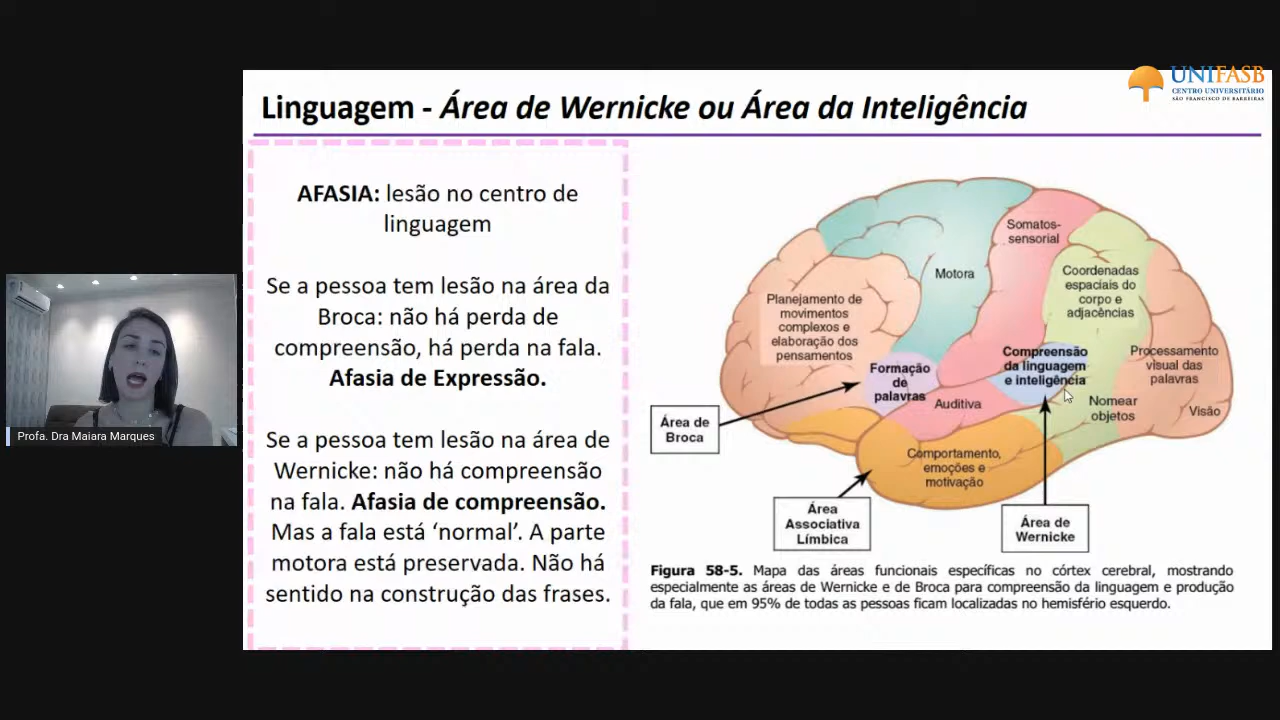 UNIFASB
CENTRO UNIVERSITÁRIO
SÃO FRANCISCO DE BARREIRAS
Linguagem - Área de Wernicke ou Área da Inteligência
AFASIA: lesão no centro de
linguagem
Se a pessoa tem lesão na área da
Broca: não há perda de
compreensão, há perda na fala.
Afasia de Expressão.
Se a pessoa tem lesão na área de
Wernicke: não há compreensão
na fala. Afasia de compreensão.
Mas a fala está ‘normal’. A parte
motora está preservada. Não há
sentido na construção das frases.
Somatos-
sensorial
Motora
Coordenadas
espaciais do
corpo e
adjacências
Planejamento de
movimentos
complexos e
elaboração dos
pensamentos
Formação
de
palavras
Compreensão
da linguagem
e inteligência
Processamento
visual das
palavras
Auditiva
Nomear
objetos
Visão
Área de
Broca
Comportamento,
emoções e
motivação
Área
Associativa
Límbica
Área de
Wernicke
Figura 58-5. Mapa das áreas funcionais específicas no córtex cerebral, mostrando
especialmente as áreas de Wernicke e de Broca para compreensão da linguagem e produção
da fala, que em 95% de todas as pessoas ficam localizadas no hemisfério esquerdo.
Profa. Dra Maiara Marques